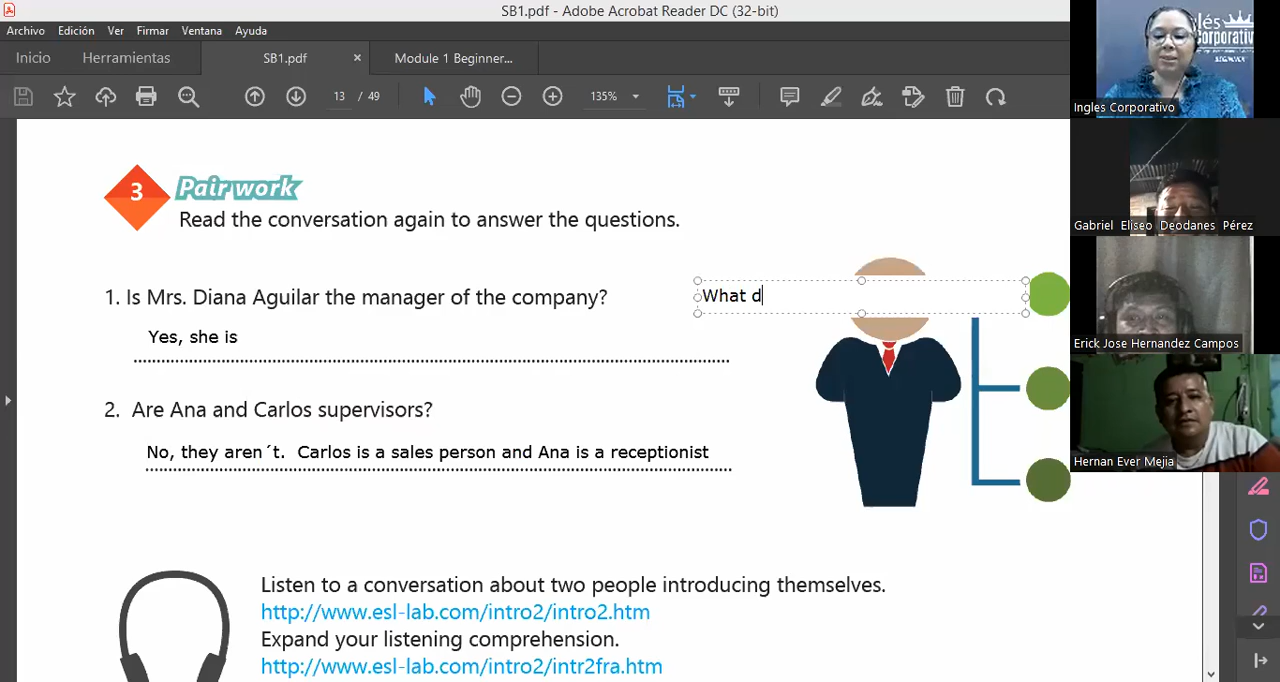 SB1.pdf - Adobe Acrobat Reader DC (32-bit)
Archivo Edición Ver Firmar Ventana Ayuda
Inicio Herramientas SB1.pdf × Module 1 Beginner...
13 / 49 135%
3 Pair work
Read the conversation again to answer the questions.
1. Is Mrs. Diana Aguilar the manager of the company?
What d
Yes, she is
2. Are Ana and Carlos supervisors?
No, they aren´t. Carlos is a sales person and Ana is a receptionist
Listen to a conversation about two people introducing themselves.
http://www.esl-lab.com/intro2/intro2.htm
Expand your listening comprehension.
http://www.esl-lab.com/intro2/intr2fra.htm
Corporativo
Ingles Corporativo
Gabriel Eliseo Deodanes Pérez
Erick Jose Hernandez Campos
Hernan Ever Mejia